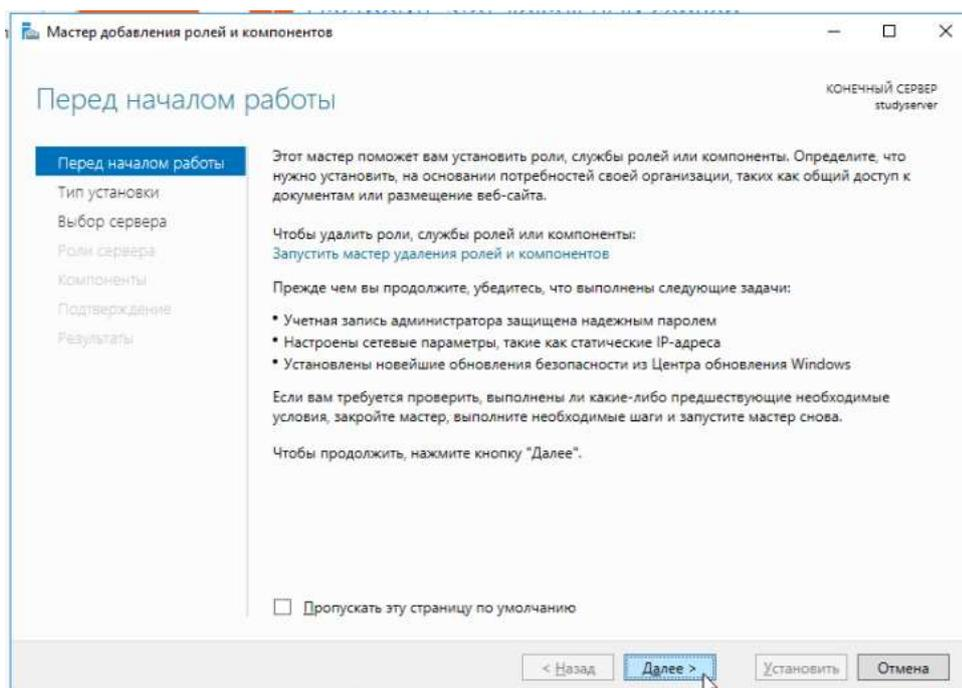 Мастер добавления ролей и компонентов
Перед началом работы
КОНЕЧНЫЙ СЕРВЕР
studyserver
Перед началом работы
Тип установки
Выбор сервера
Роли сервера
Компоненты
Подтверждение
Результаты
Этот мастер поможет вам установить роли, службы ролей или компоненты. Определите, что
нужно установить, на основании потребностей своей организации, таких как общий доступ к
документам или размещение веб-сайта.
Чтобы удалить роли, службы ролей или компоненты:
Запустить мастер удаления ролей и компонентов
Прежде чем вы продолжите, убедитесь, что выполнены следующие задачи:
• Учетная запись администратора защищена надежным паролем
• Настроены сетевые параметры, такие как статические IP-адреса
• Установлены новейшие обновления безопасности из Центра обновления Windows
Если вам требуется проверить, выполнены ли какие-либо предшествующие необходимые
условия, закройте мастер, выполните необходимые шаги и запустите мастер снова.
Чтобы продолжить, нажмите кнопку "Далее".
Пропускать эту страницу по умолчанию
< Назад
Далее >
Установить
Отмена